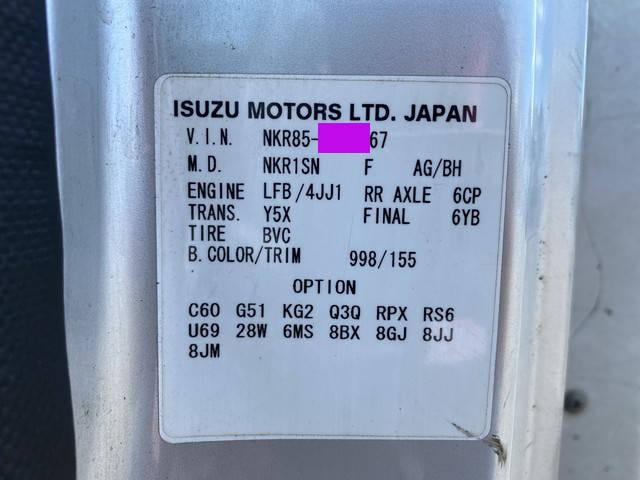 ISUZU MOTORS LTD. JAPAN
V.I.N. NKR85- 67
M.D. NKR1SN F AG/BH
ENGINE LFB/4JJ1 RR AXLE 6CP
TRANS. Y5X FINAL 6YB
TIRE BVC
B.COLOR/TRIM 998/155
OPTION
C60 G51 KG2 Q3Q RPX RS6
U69 28W 6MS 8BX 8GJ 8JJ
8JM